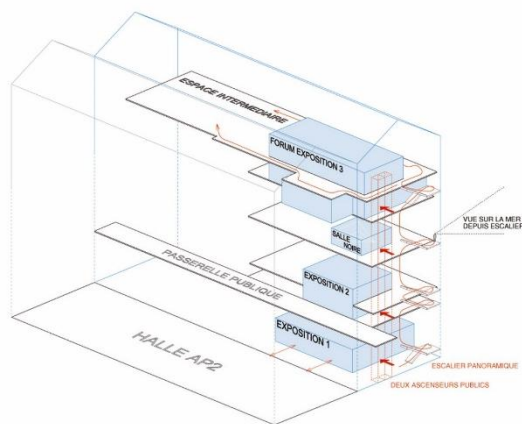 ESPACE INTERMEDIAIRE
FORUM EXPOSITION 3
VUE SUR LA MER
DEPUIS ESCALIER
SALLE
NOIRE
PASSERELLE PUBLIQUE
EXPOSITION 2
EXPOSITION 1
HALLE AP2
ESCALIER PANORAMIQUE
DEUX ASCENSEURS PUBLICS